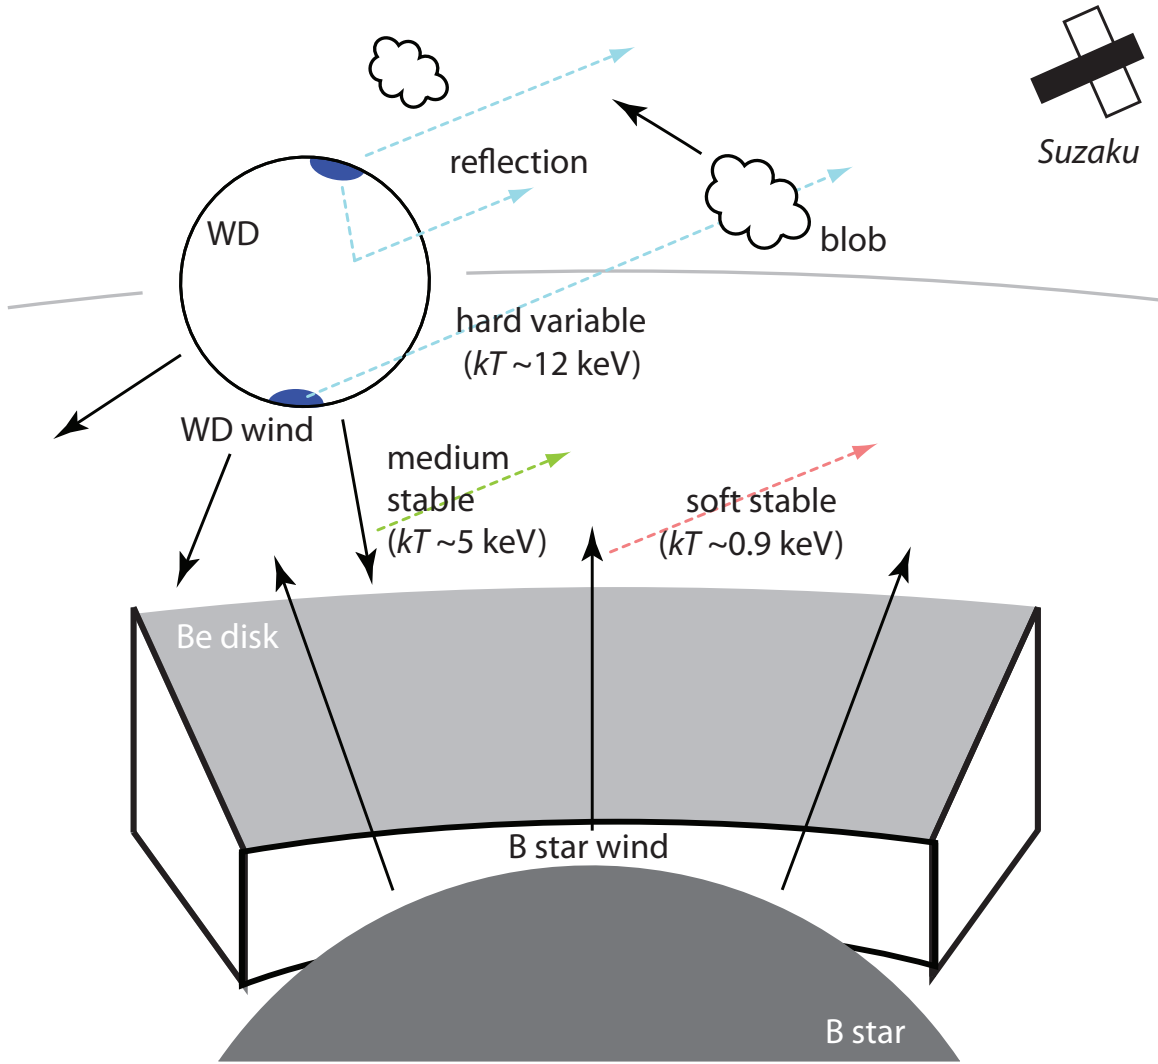 Suzaku
reflection
WD
blob
hard variable
(kT ~12 keV)
WD wind
medium
stable
(kT ~5 keV)
soft stable
(kT ~0.9 keV)
Be disk
B star wind
B star